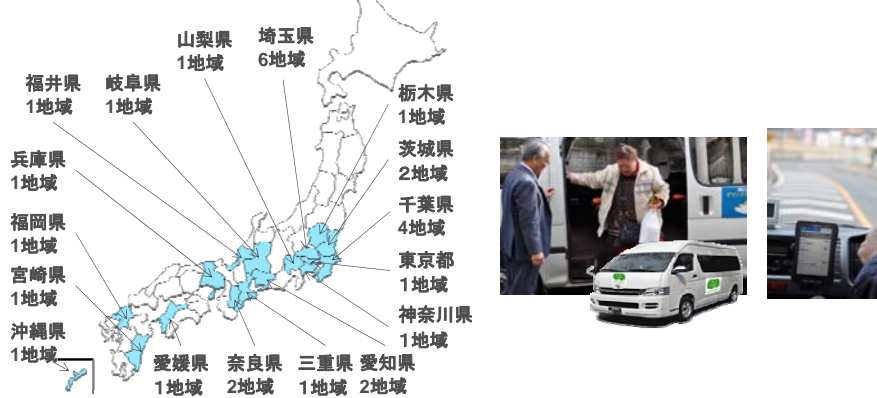 山梨県
1地域
埼玉県
6地域
福井県
1地域
岐阜県
1地域
栃木県
1地域
兵庫県
1地域
茨城県
2地域
千葉県
4地域
福岡県
1地域
東京都
1地域
宮崎県
1地域
神奈川県
1地域
沖縄県
1地域
愛媛県
1地域
奈良県
2地域
三重県
1地域
愛知県
2地域